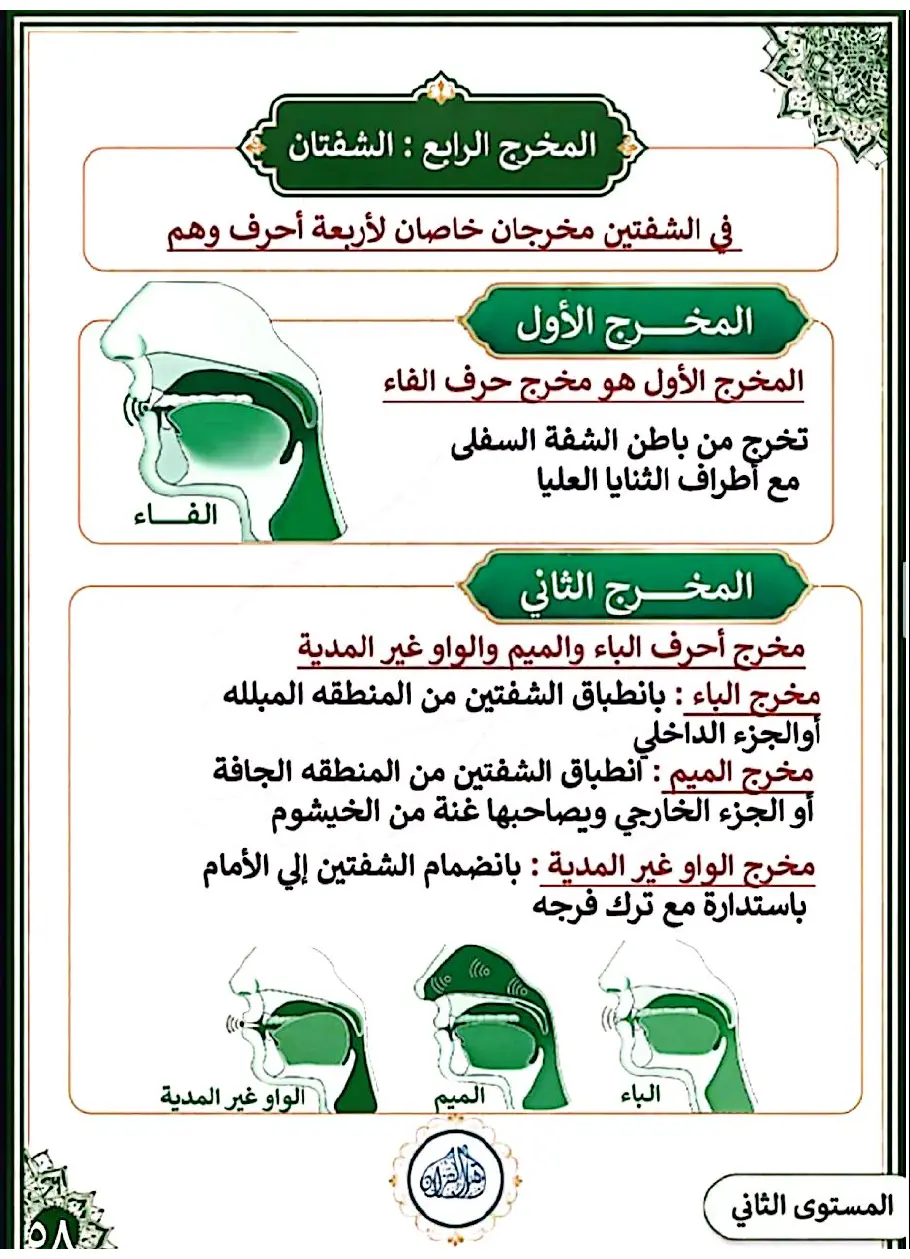 المخرج الرابع : الشفتان
في الشفتين مخرجان خاصان لأربعة أحرف وهم
المخـــرج الأول
المخرج الأول هو مخرج حرف الفاء
تخرج من باطن الشفة السفلى
مع أطراف الثنايا العليا
الفـــاء
المخـــرج الثاني
مخرج أحرف الباء والميم والواو غير المدية
مخرج الباء : بانطباق الشفتين من المنطقه المبلله
أوالجزء الداخلي
مخرج الميم : انطباق الشفتين من المنطقه الجافة
أو الجزء الخارجي ويصاحبها غنة من الخيشوم
مخرج الواو غير المدية : بانضمام الشفتين إلي الأمام
باستدارة مع ترك فرجه
الباء
الميم
الواو غير المدية
المستوى الثاني
٥٨